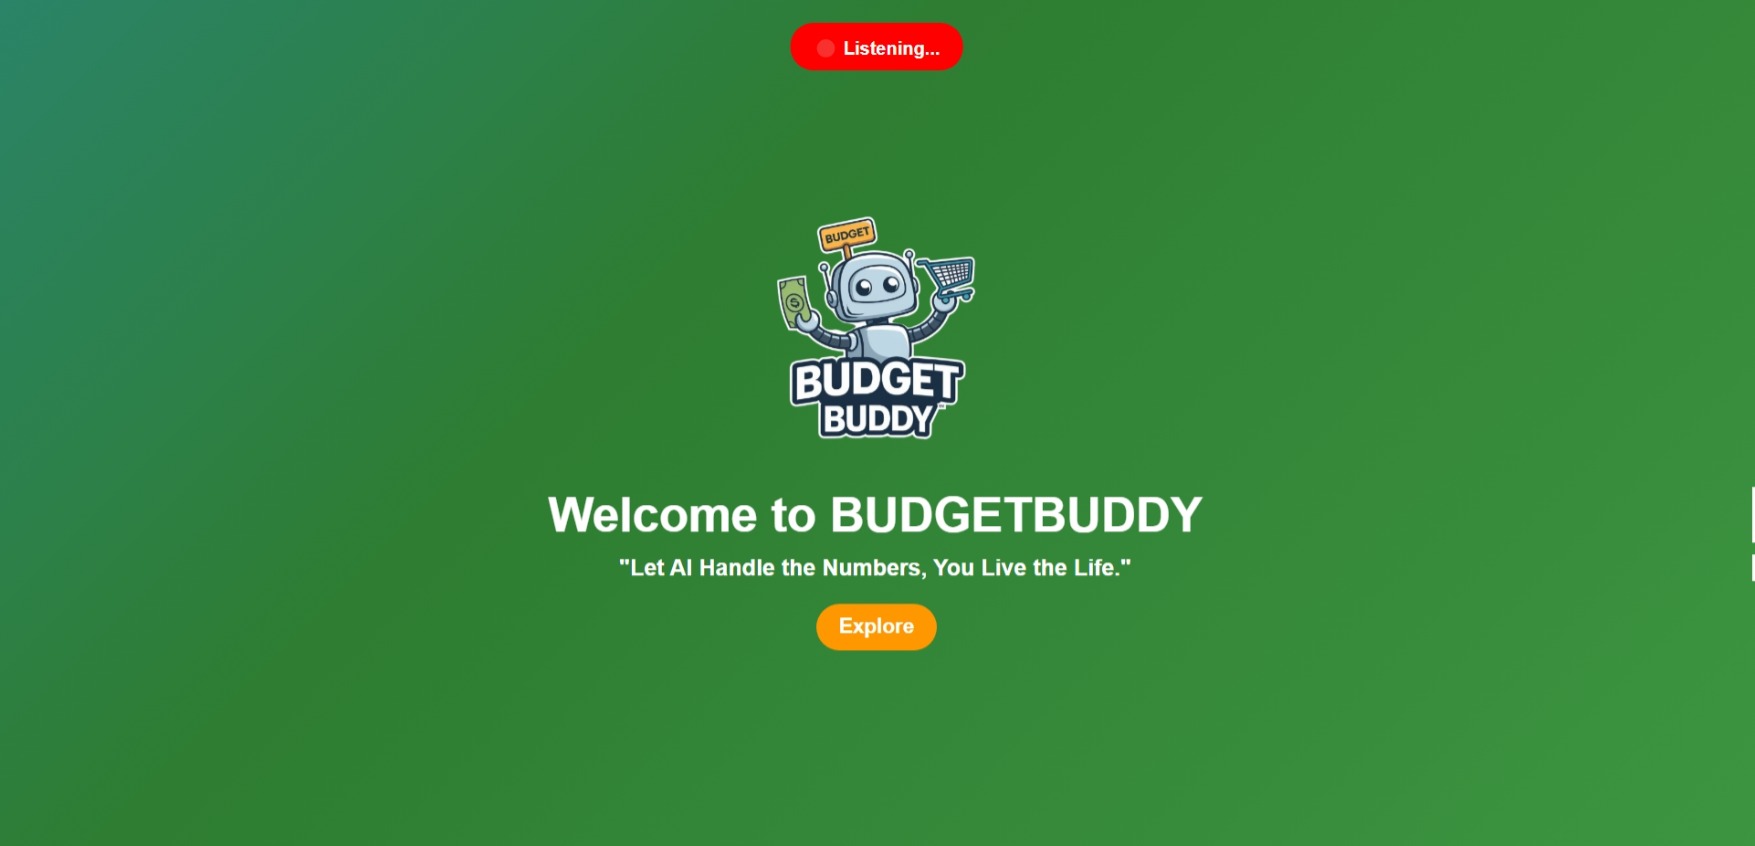 Listening...
BUDGET
BUDGET
BUDDY
Welcome to BUDGETBUDDY
"Let AI Handle the Numbers, You Live the Life."
Explore